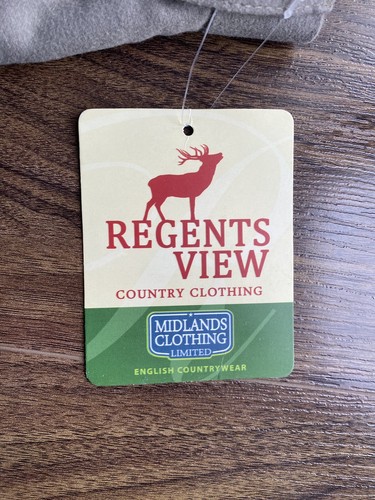 REGENTS
VIEW
COUNTRY CLOTHING
MIDLANDS
CLOTHING
LIMITED
ENGLISH COUNTRYWEAR